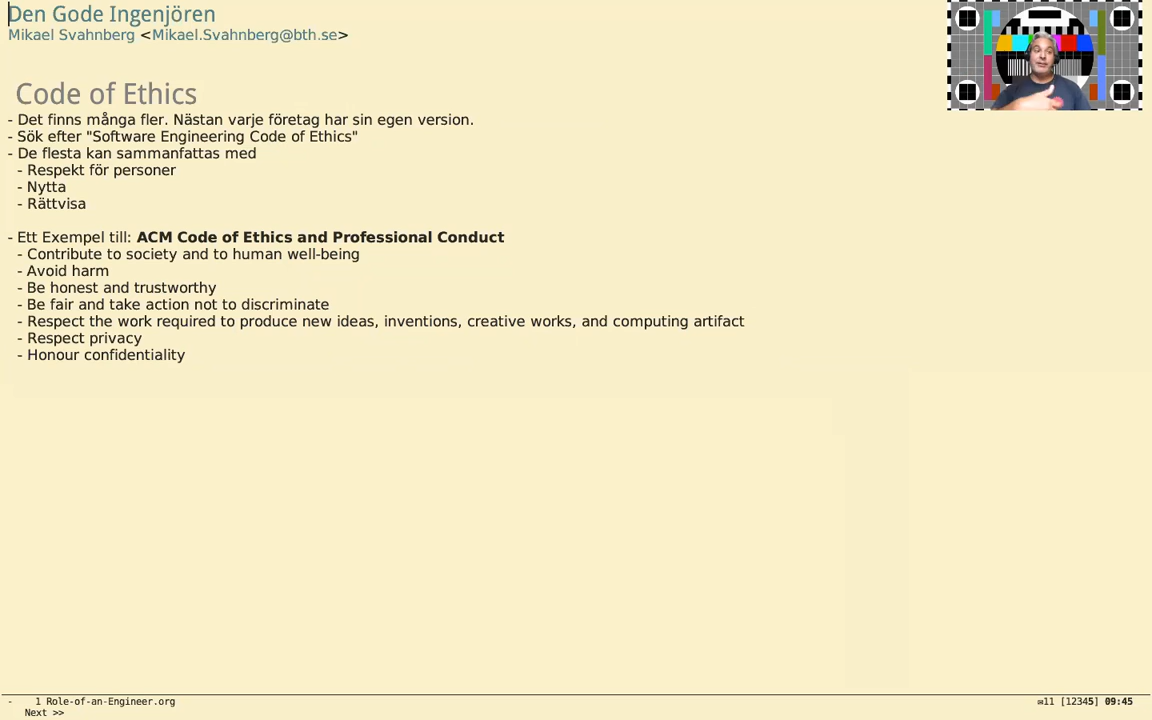 Den Gode Ingenjören
Mikael Svahnberg <Mikael.Svahnberg@bth.se>
Code of Ethics
- Det finns många fler. Nästan varje företag har sin egen version.
- Sök efter "Software Engineering Code of Ethics"
- De flesta kan sammanfattas med
- Respekt för personer
- Nytta
- Rättvisa
- Ett Exempel till: ACM Code of Ethics and Professional Conduct
- Contribute to society and to human well-being
- Avoid harm
- Be honest and trustworthy
- Be fair and take action not to discriminate
- Respect the work required to produce new ideas, inventions, creative works, and computing artifact
- Respect privacy
- Honour confidentiality
- 1 Role-of-an-Engineer.org ✉11 [12345] 09:45
Next >>